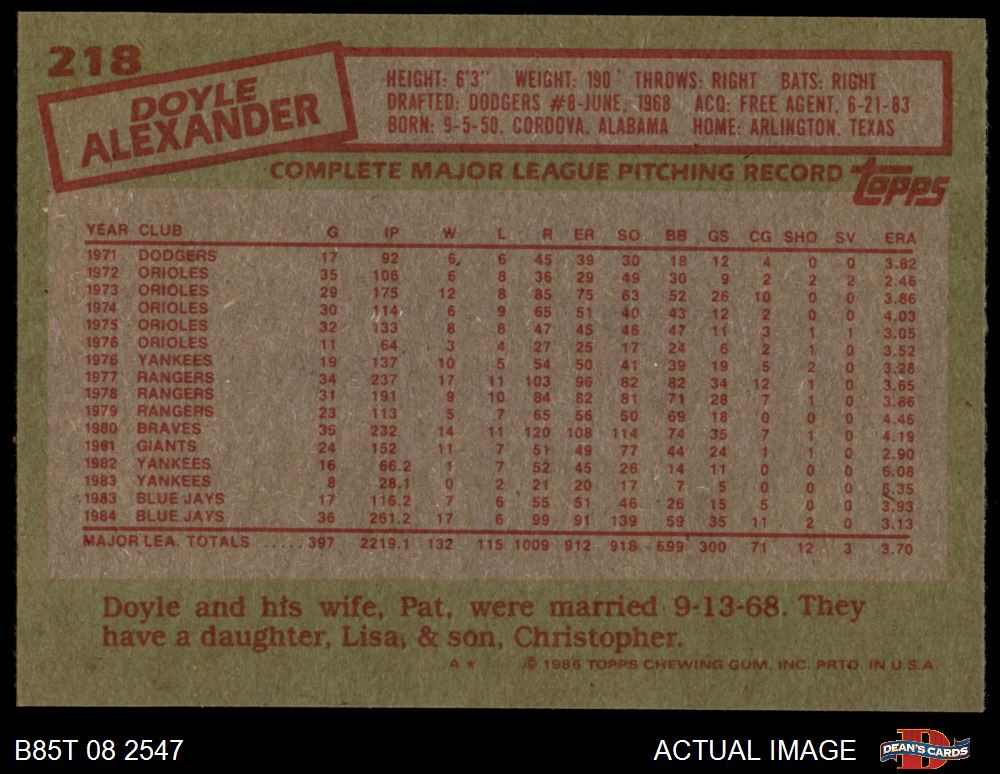 218
DOYLE
ALEXANDER
HEIGHT: 6'3" WEIGHT: 190 THROWS: RIGHT BATS: RIGHT
DRAFTED: DODGERS #8-JUNE, 1968 ACQ: FREE AGENT, 6-21-83
BORN: 9-5-50, CORDOVA, ALABAMA HOME: ARLINGTON, TEXAS
COMPLETE MAJOR LEAGUE PITCHING RECORD topps
YEAR CLUB G IP W L R ER SO BB GS CG SHO SV ERA
1971 DODGERS 17 92 6 6 45 39 30 18 12 4 0 0 3.82
1972 ORIOLES 35 106 6 8 36 29 49 30 9 2 2 2 2.46
1973 ORIOLES 29 175 12 8 85 75 63 52 26 10 0 0 3.86
1974 ORIOLES 30 114 6 9 65 51 40 43 12 2 0 0 4.03
1975 ORIOLES 32 133 8 8 47 45 46 47 11 3 1 1 3.05
1976 ORIOLES 11 64 3 4 27 25 17 24 6 2 1 0 3.52
1976 YANKEES 19 137 10 5 54 50 41 39 19 5 2 0 3.28
1977 RANGERS 34 237 17 11 103 96 82 82 34 12 1 0 3.65
1978 RANGERS 31 191 9 10 84 82 81 71 28 7 1 0 3.86
1979 RANGERS 23 113 5 7 65 56 50 69 18 0 0 0 4.46
1980 BRAVES 35 232 14 11 120 108 114 74 35 7 1 0 4.19
1981 GIANTS 24 152 11 7 51 49 77 44 24 1 1 0 2.90
1982 YANKEES 16 66.2 1 7 52 45 26 14 11 0 0 0 6.08
1983 YANKEES 8 28.1 0 2 21 20 17 7 5 0 0 0 6.35
1983 BLUE JAYS 17 116.2 7 6 55 51 46 26 15 5 0 0 3.93
1984 BLUE JAYS 36 261.2 17 6 99 91 139 59 35 11 2 0 3.13
MAJOR LEA. TOTALS ..... 397 2219.1 132 115 1009 912 918 699 300 71 12 3 3.70
Doyle and his wife, Pat, were married 9-13-68. They
have a daughter, Lisa, & son, Christopher.
A * © 1985 TOPPS CHEWING GUM, INC. PRTD. IN U.S.A.
B85T 08 2547
ACTUAL IMAGE
D
DEAN'S CARDS